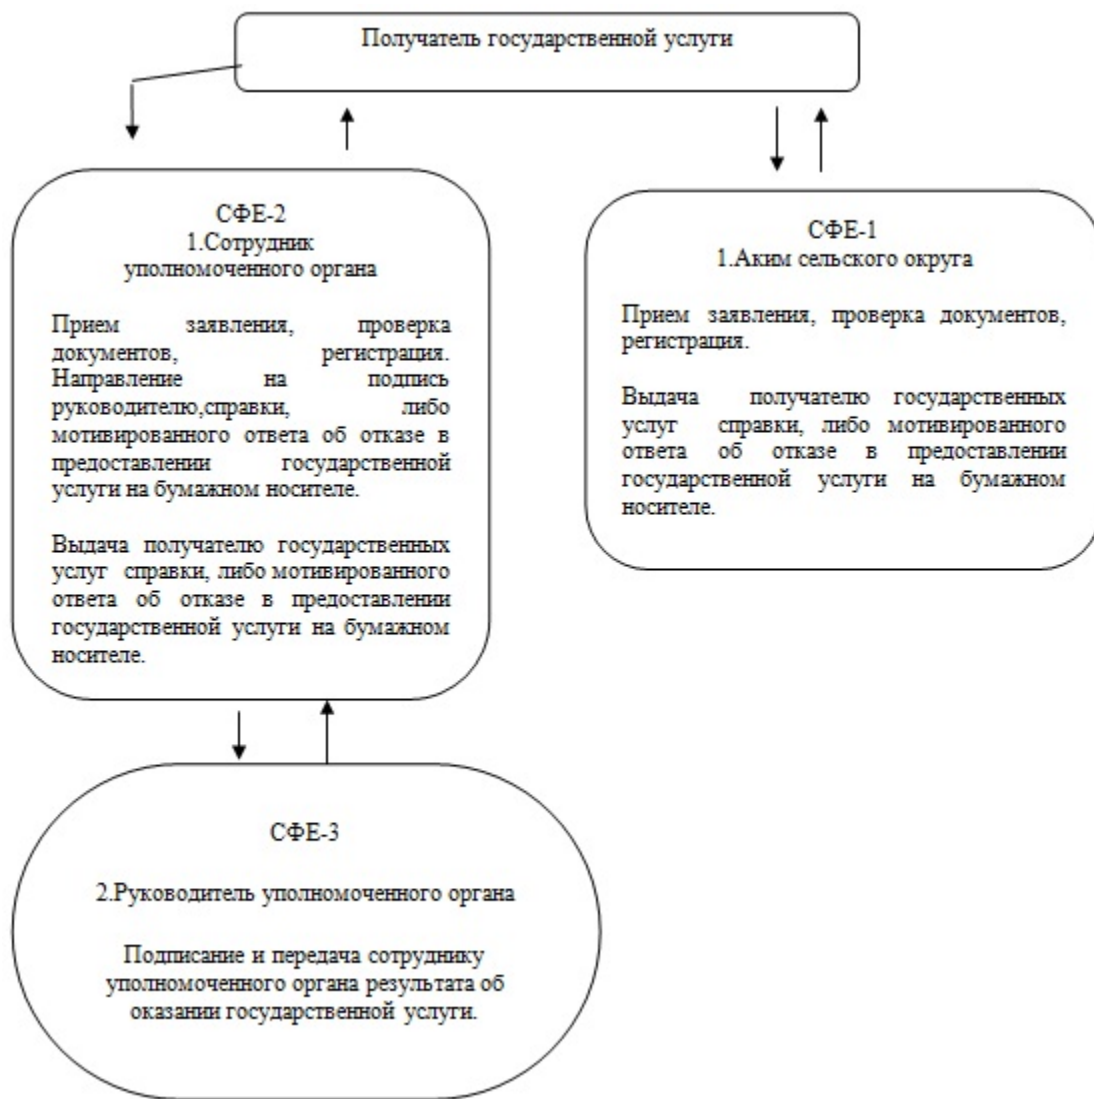 Получатель государственной услуги
СФЕ-2
1.Сотрудник
уполномоченного органа
Прием заявления, проверка
документов, регистрация.
Направление на подпись
руководителю,справки, либо
мотивированного ответа об отказе в
предоставлении государственной
услуги на бумажном носителе.
Выдача получателю государственных
услуг справки, либо мотивированного
ответа об отказе в предоставлении
государственной услуги на бумажном
носителе.
СФЕ-1
1.Аким сельского округа
Прием заявления, проверка документов,
регистрация.
Выдача получателю государственных
услуг справки, либо мотивированного
ответа об отказе в предоставлении
государственной услуги на бумажном
носителе.
СФЕ-3
2.Руководитель уполномоченного органа
Подписание и передача сотруднику
уполномоченного органа результата об
оказании государственной услуги.